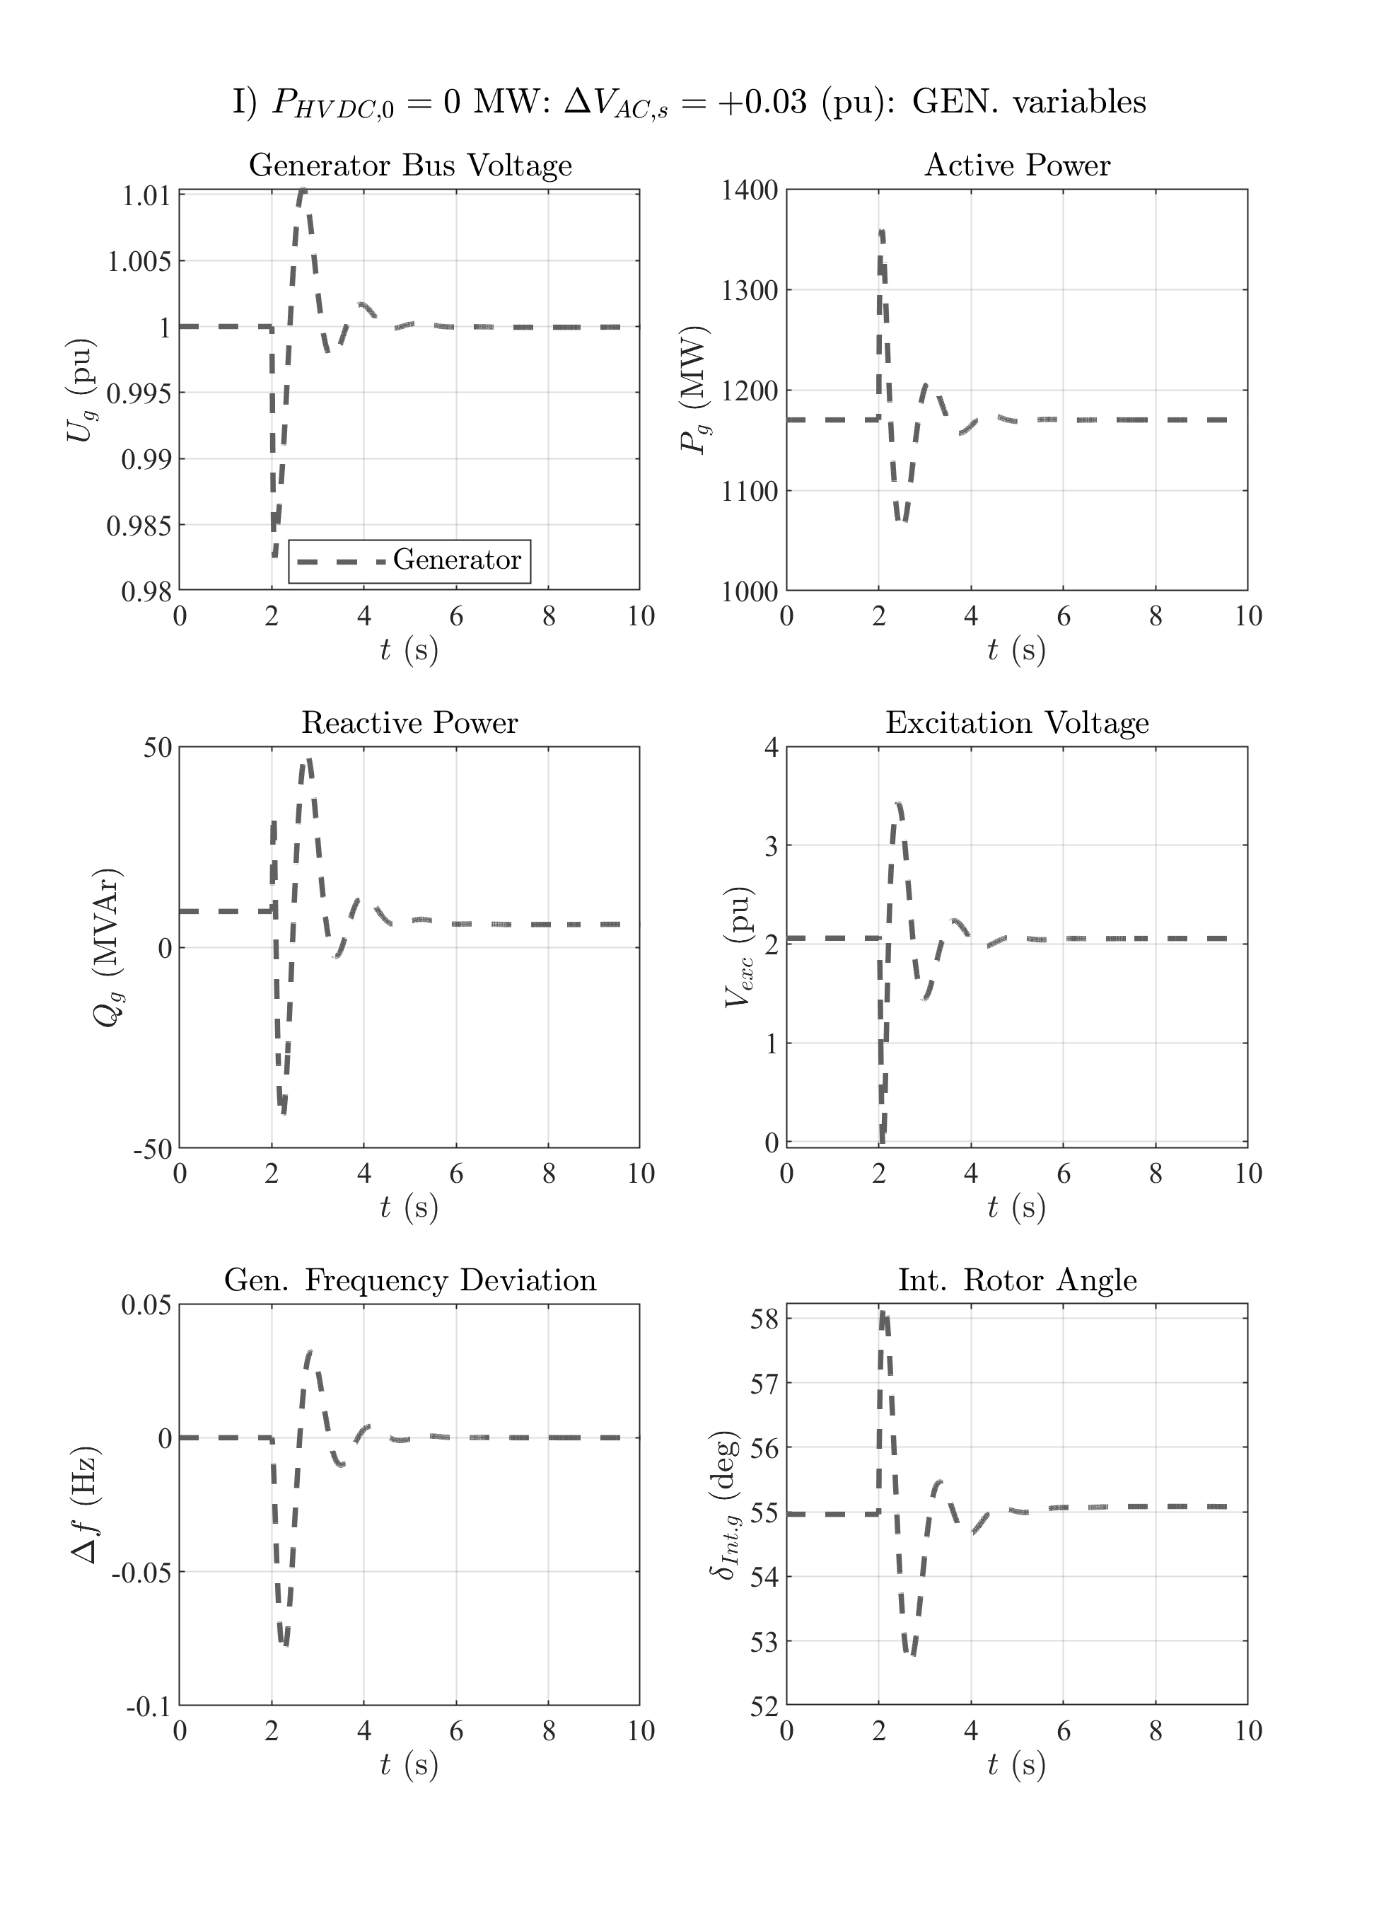 I) P_{HVDC,0} = 0 MW: ΔV_{AC,s} = +0.03 (pu): GEN. variables
Generator Bus Voltage
U_g (pu)
1.01
1.005
1
0.995
0.99
0.985
0.98
Generator
0 2 4 6 8 10
t (s)
Active Power
P_g (MW)
1400
1300
1200
1100
1000
0 2 4 6 8 10
t (s)
Reactive Power
Q_g (MVAr)
50
0
-50
0 2 4 6 8 10
t (s)
Excitation Voltage
V_{exc} (pu)
4
3
2
1
0
0 2 4 6 8 10
t (s)
Gen. Frequency Deviation
Δf (Hz)
0.05
0
-0.05
-0.1
0 2 4 6 8 10
t (s)
Int. Rotor Angle
δ_{Int.g} (deg)
58
57
56
55
54
53
52
0 2 4 6 8 10
t (s)